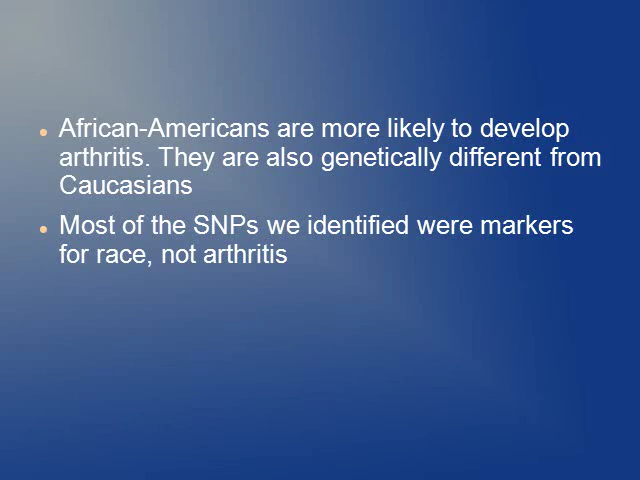 African-Americans are more likely to develop
arthritis. They are also genetically different from
Caucasians
Most of the SNPs we identified were markers
for race, not arthritis